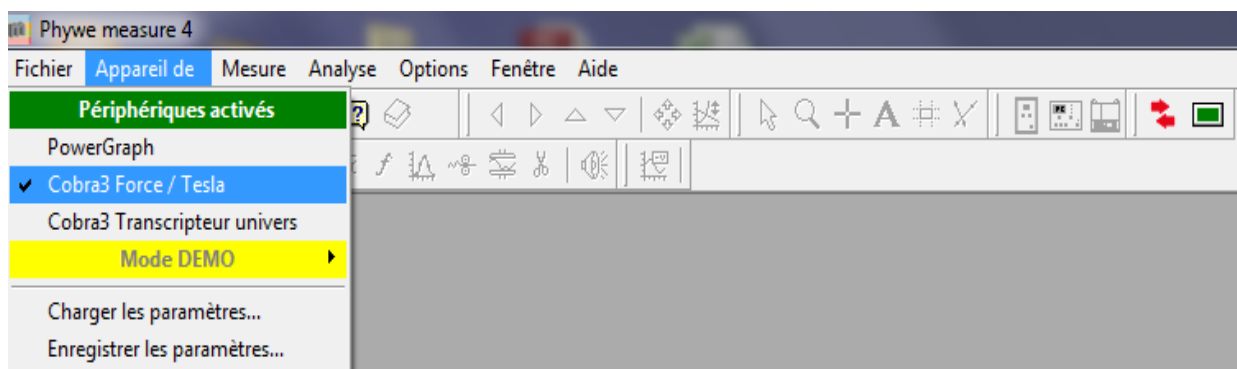 Phywe measure 4
Fichier Appareil de Mesure Analyse Options Fenêtre Aide
Périphériques activés
PowerGraph
Cobra3 Force / Tesla
Cobra3 Transcripteur univers
Mode DEMO
Charger les paramètres...
Enregistrer les paramètres...